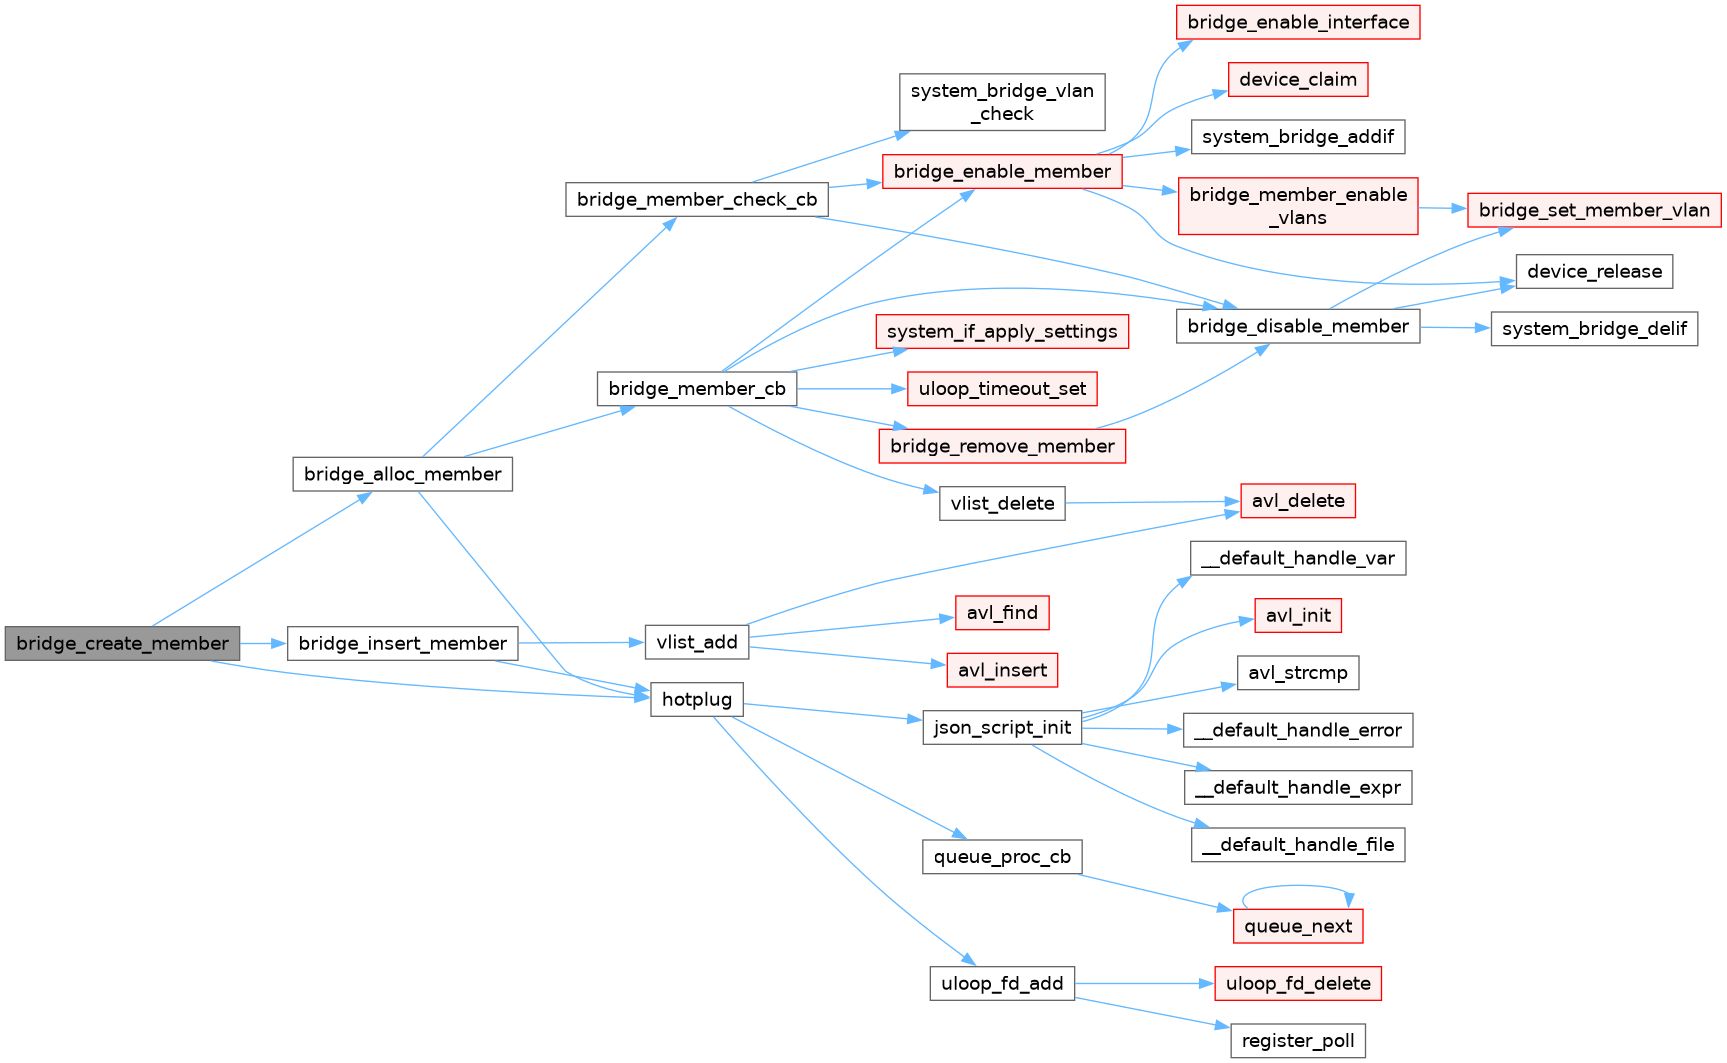 bridge_enable_interface
device_claim
system_bridge_vlan
_check
system_bridge_addif
bridge_enable_member
bridge_member_check_cb
bridge_member_enable
_vlans
bridge_set_member_vlan
device_release
bridge_disable_member
system_bridge_delif
system_if_apply_settings
bridge_member_cb
uloop_timeout_set
bridge_remove_member
bridge_alloc_member
vlist_delete
avl_delete
__default_handle_var
avl_find
avl_init
bridge_create_member
bridge_insert_member
vlist_add
avl_insert
avl_strcmp
hotplug
json_script_init
__default_handle_error
__default_handle_expr
__default_handle_file
queue_proc_cb
queue_next
uloop_fd_add
uloop_fd_delete
register_poll